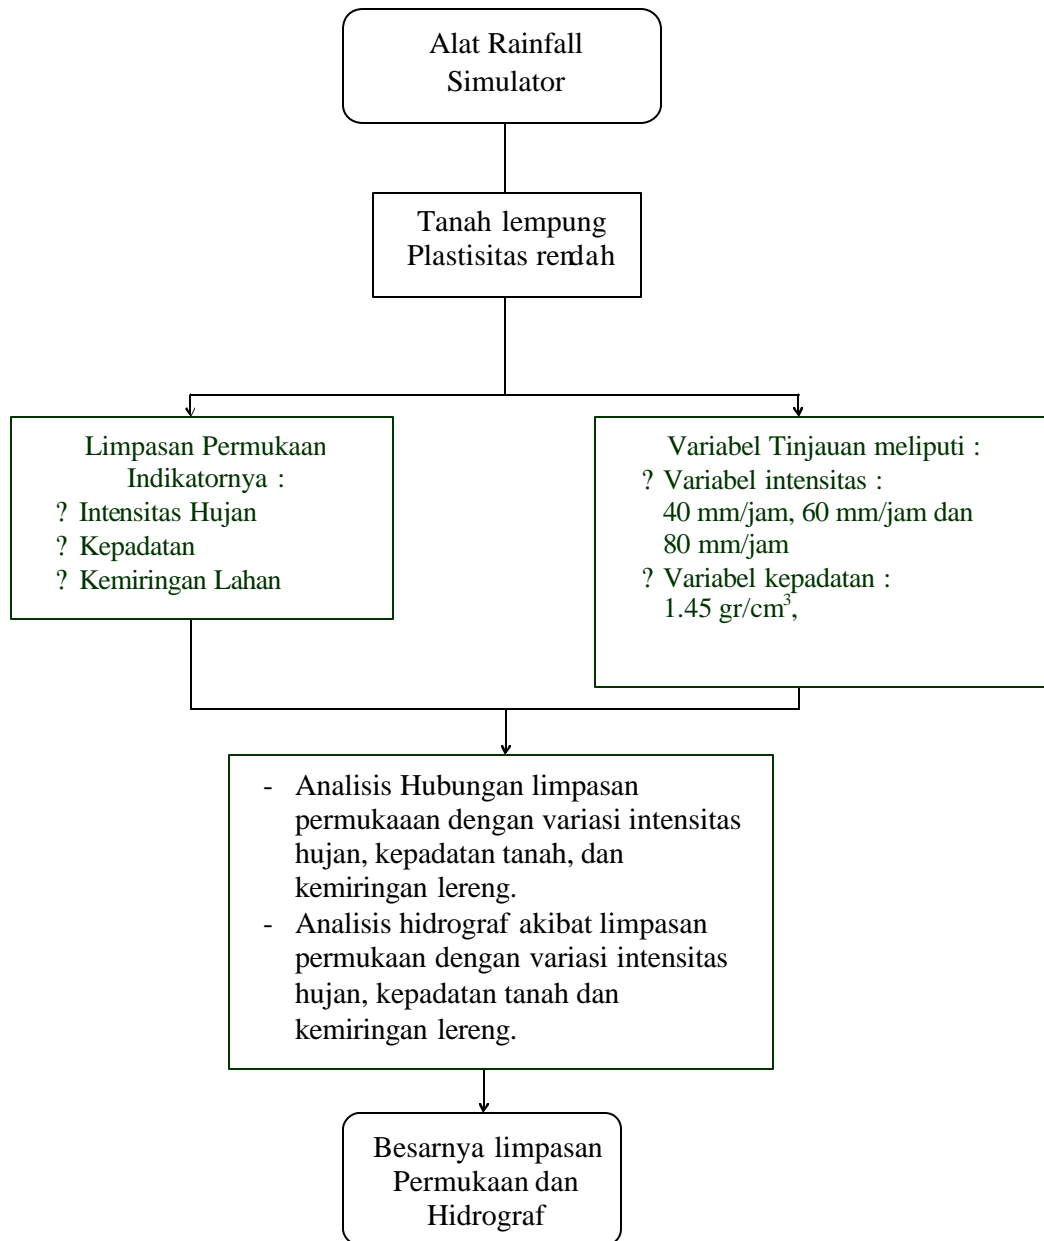 Alat Rainfall
Simulator
Tanah lempung
Plastisitas rendah
Limpasan Permukaan
Indikatornya :
? Intensitas Hujan
? Kepadatan
? Kemiringan Lahan
Variabel Tinjauan meliputi :
? Variabel intensitas :
40 mm/jam, 60 mm/jam dan
80 mm/jam
? Variabel kepadatan :
1.45 gr/cm³,
- Analisis Hubungan limpasan
permukaaan dengan variasi intensitas
hujan, kepadatan tanah, dan
kemiringan lereng.
- Analisis hidrograf akibat limpasan
permukaan dengan variasi intensitas
hujan, kepadatan tanah dan
kemiringan lereng.
Besarnya limpasan
Permukaan dan
Hidrograf